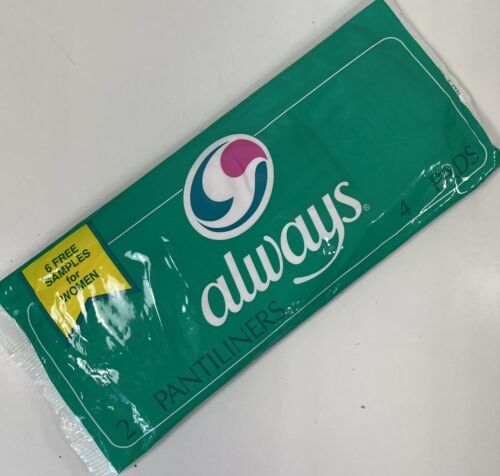 6 FREE
SAMPLES
for
WOMEN
always®
2 PANTILINERS 4 PADS